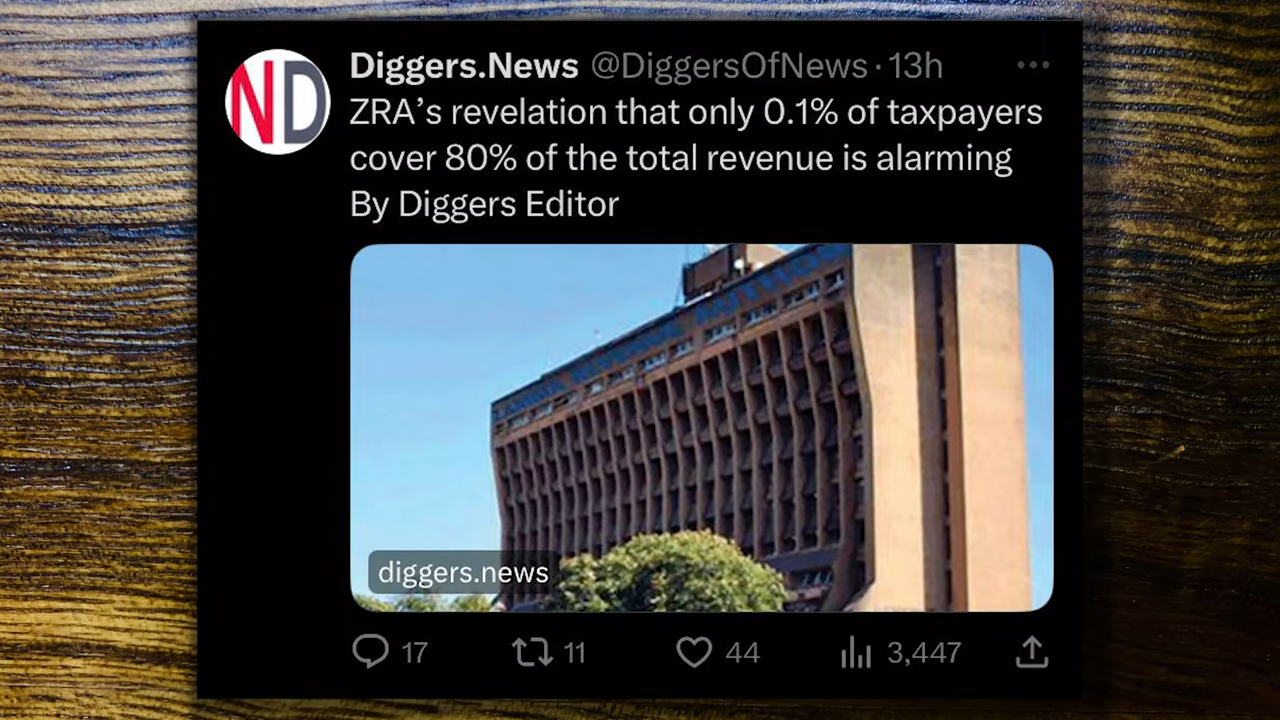 ND
Diggers.News @DiggersOfNews · 13h
ZRA’s revelation that only 0.1% of taxpayers
cover 80% of the total revenue is alarming
By Diggers Editor
diggers.news
17 11 44 3,447